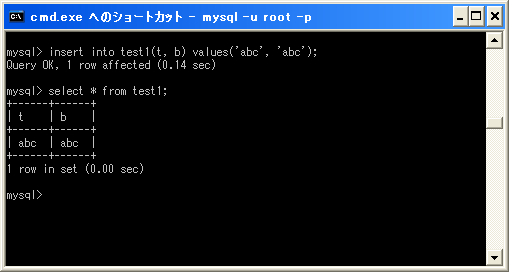 cmd.exe へのショートカット - mysql -u root -p
mysql> insert into test1(t, b) values('abc', 'abc');
Query OK, 1 row affected (0.14 sec)
mysql> select * from test1;
+------+------+
| t    | b    |
+------+------+
| abc  | abc  |
+------+------+
1 row in set (0.00 sec)
mysql>